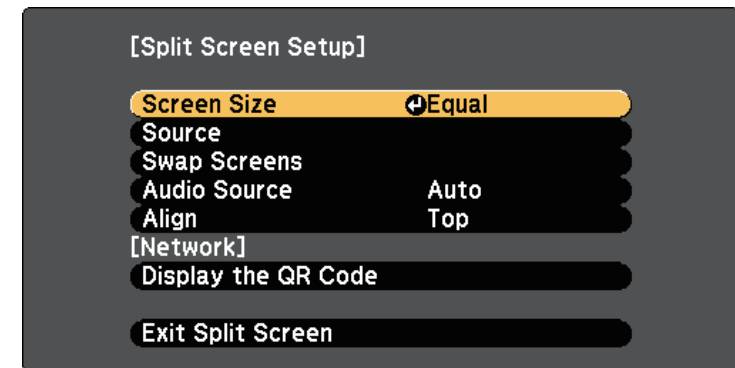 [Split Screen Setup]
Screen Size Equal
Source
Swap Screens
Audio Source Auto
Align Top
[Network]
Display the QR Code
Exit Split Screen